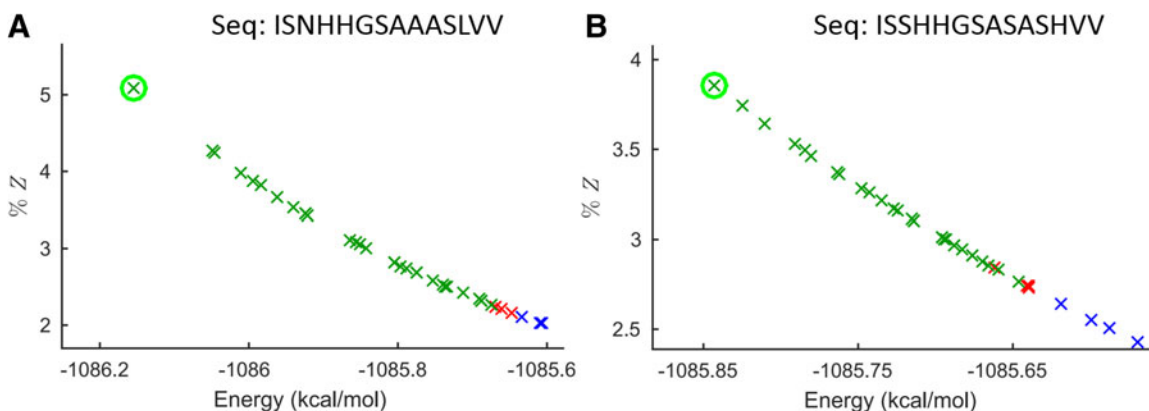 A Seq: ISNHHGSAAASLVV
5
4
3
2
% Z
-1086.2 -1086 -1085.8 -1085.6
Energy (kcal/mol)
B Seq: ISSHHGSASASHVV
4
3.5
3
2.5
% Z
-1085.85 -1085.75 -1085.65
Energy (kcal/mol)